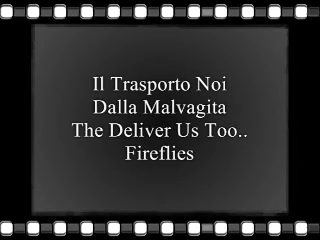 Il Trasporto Noi
Dalla Malvagita
The Deliver Us Too..
Fireflies